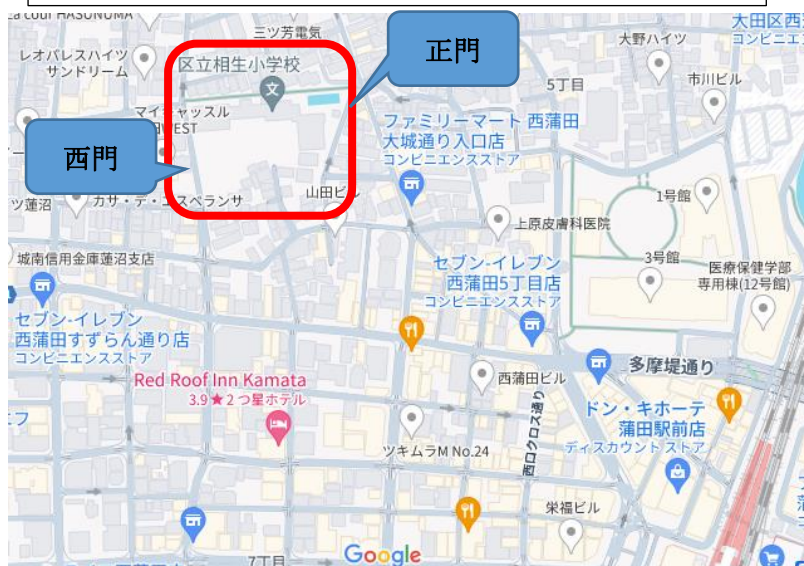 三ツ芳電気
レオパレスハイツ
サンドリーム
区立相生小学校
正門
大野ハイツ
大田区西
コンビニエ
5丁目
市川ビル
マイキャッスル
WEST
ファミリーマート 西蒲田
大城通り入口店
コンビニエンスストア
西門
山田ビ
カサ・デ・エスペランサ
ツ蓮沼
1号館
上原皮膚科医院
城南信用金庫蓮沼支店
セブン-イレブン
西蒲田5丁目店
コンビニエンスストア
3号館
医療保健学部
専用棟(12号館)
セブン-イレブン
西蒲田すずらん通り店
コンビニエンスストア
多摩堤通り
Red Roof Inn Kamata
3.9★2つ星ホテル
西蒲田ビル
ドン・キホーテ
蒲田駅前店
ディスカウント ストア
西口クロス通り
ツキムラM No.24
栄福ビル
7丁目
Google